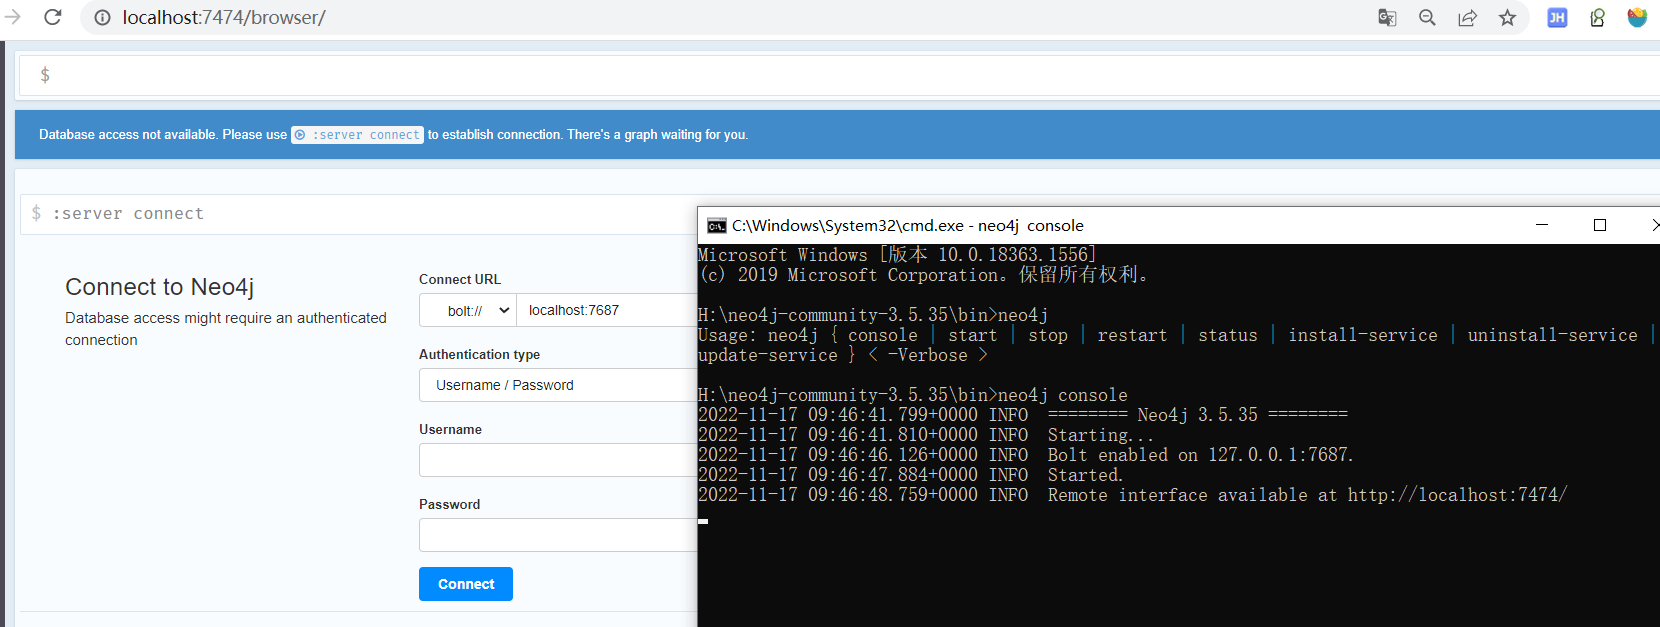 localhost:7474/browser/
JH
$
Database access not available. Please use :server connect to establish connection. There's a graph waiting for you.
$ :server connect
Connect to Neo4j
Database access might require an authenticated
connection
Connect URL
bolt://
localhost:7687
Authentication type
Username / Password
Username
Password
Connect
C:\Windows\System32\cmd.exe - neo4j  console
Microsoft Windows [版本 10.0.18363.1556]
(c) 2019 Microsoft Corporation。保留所有权利。
H:\neo4j-community-3.5.35\bin>neo4j
Usage: neo4j { console | start | stop | restart | status | install-service | uninstall-service |
update-service } < -Verbose >
H:\neo4j-community-3.5.35\bin>neo4j console
2022-11-17 09:46:41.799+0000 INFO  ======== Neo4j 3.5.35 ========
2022-11-17 09:46:41.810+0000 INFO  Starting...
2022-11-17 09:46:46.126+0000 INFO  Bolt enabled on 127.0.0.1:7687.
2022-11-17 09:46:47.884+0000 INFO  Started.
2022-11-17 09:46:48.759+0000 INFO  Remote interface available at http://localhost:7474/